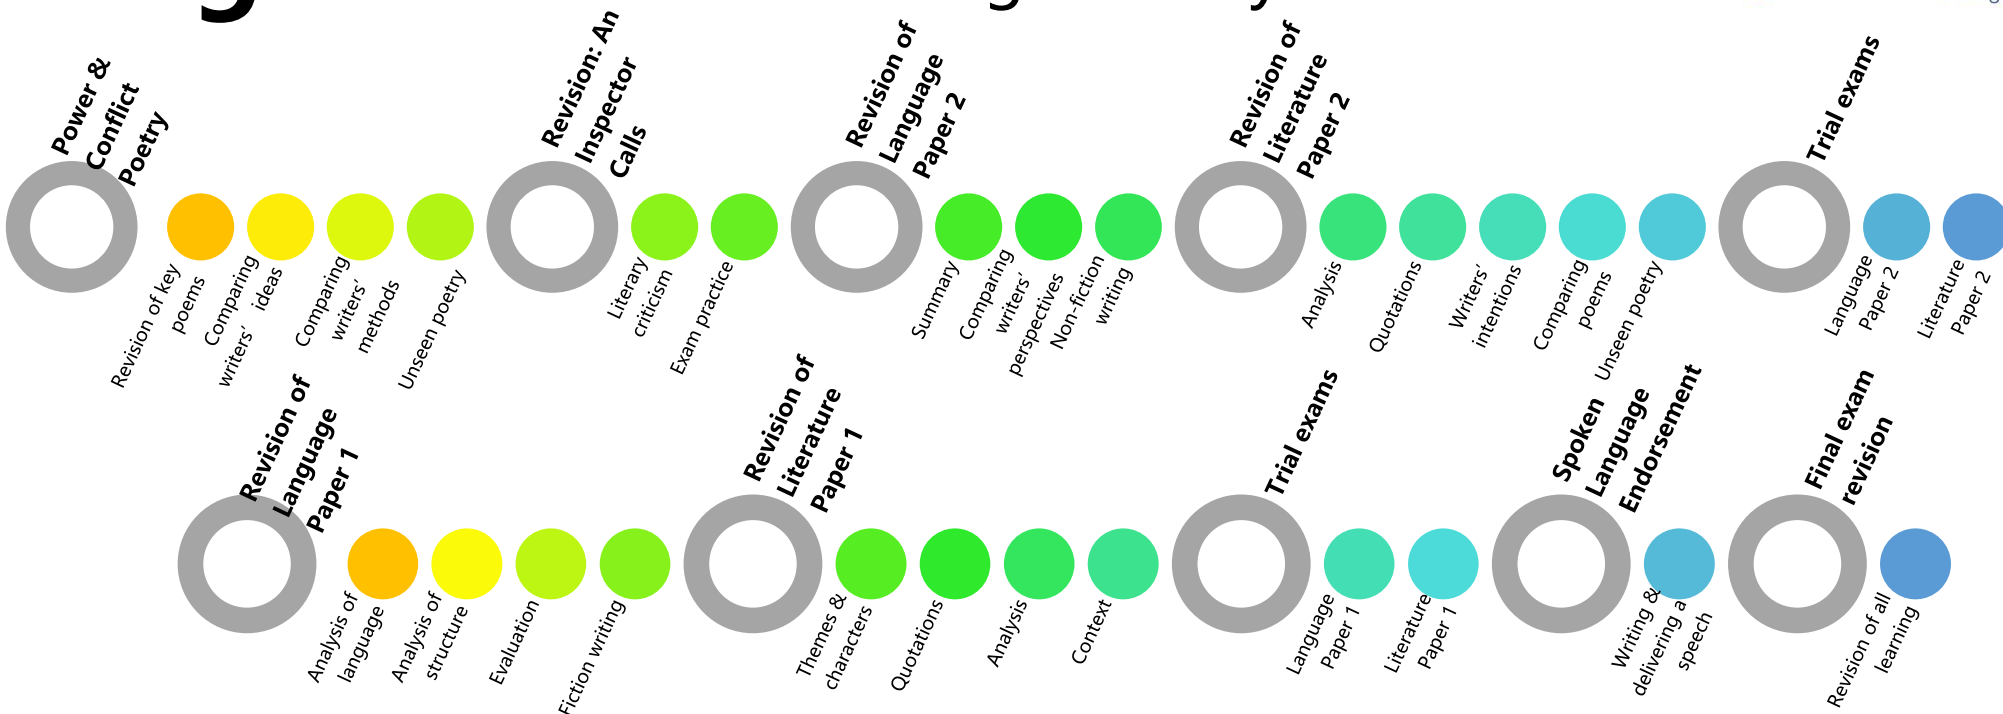 Power &
Conflict
Poetry
Revision of key
poems
Comparing
writers’ ideas
Comparing
writers’
methods
Unseen poetry
Revision: An
Inspector
Calls
Literary
criticism
Exam practice
Revision of
Language
Paper 2
Summary
Comparing
writers’
perspectives
Non-fiction
writing
Revision of
Literature
Paper 2
Analysis
Quotations
Writers’
intentions
Comparing
poems
Unseen poetry
Trial exams
Language
Paper 2
Literature
Paper 2
Revision of
Language
Paper 1
Analysis of
language
Analysis of
structure
Evaluation
Fiction writing
Revision of
Literature
Paper 1
Themes &
characters
Quotations
Analysis
Context
Trial exams
Language
Paper 1
Literature
Paper 1
Spoken
Language
Endorsement
Writing &
delivering a
speech
Final exam
revision
Revision of all
learning